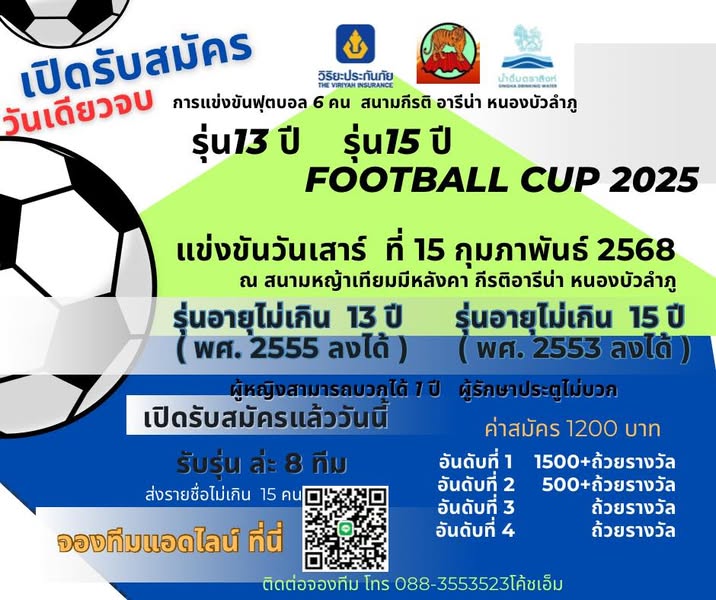 เปิดรับสมัคร
วันเดียวจบ
วิริยะประกันภัย
THE VIRIYAH INSURANCE
น้ำดื่มตราสิงห์
SINGHA DRINKING WATER
การแข่งขันฟุตบอล 6 คน สนามกีรติ อารีน่า หนองบัวลำภู
รุ่น13 ปี รุ่น15 ปี
FOOTBALL CUP 2025
แข่งขันวันเสาร์ ที่ 15 กุมภาพันธ์ 2568
ณ สนามหญ้าเทียมมีหลังคา กีรติอารีน่า หนองบัวลำภู
รุ่นอายุไม่เกิน 13 ปี รุ่นอายุไม่เกิน 15 ปี
( พศ. 2555 ลงได้ ) ( พศ. 2553 ลงได้ )
ผู้หญิงสามารถบวกได้ 1 ปี ผู้รักษาประตูไม่บวก
เปิดรับสมัครแล้ววันนี้
ค่าสมัคร 1200 บาท
รับรุ่น ล่ะ 8 ทีม
ส่งรายชื่อไม่เกิน 15 คน
อันดับที่ 1 1500+ถ้วยรางวัล
อันดับที่ 2 500+ถ้วยรางวัล
อันดับที่ 3 ถ้วยรางวัล
อันดับที่ 4 ถ้วยรางวัล
จองทีมแอดไลน์ ที่นี่
LINE
ติดต่อจองทีม โทร 088-3553523โค้ชเอ็ม